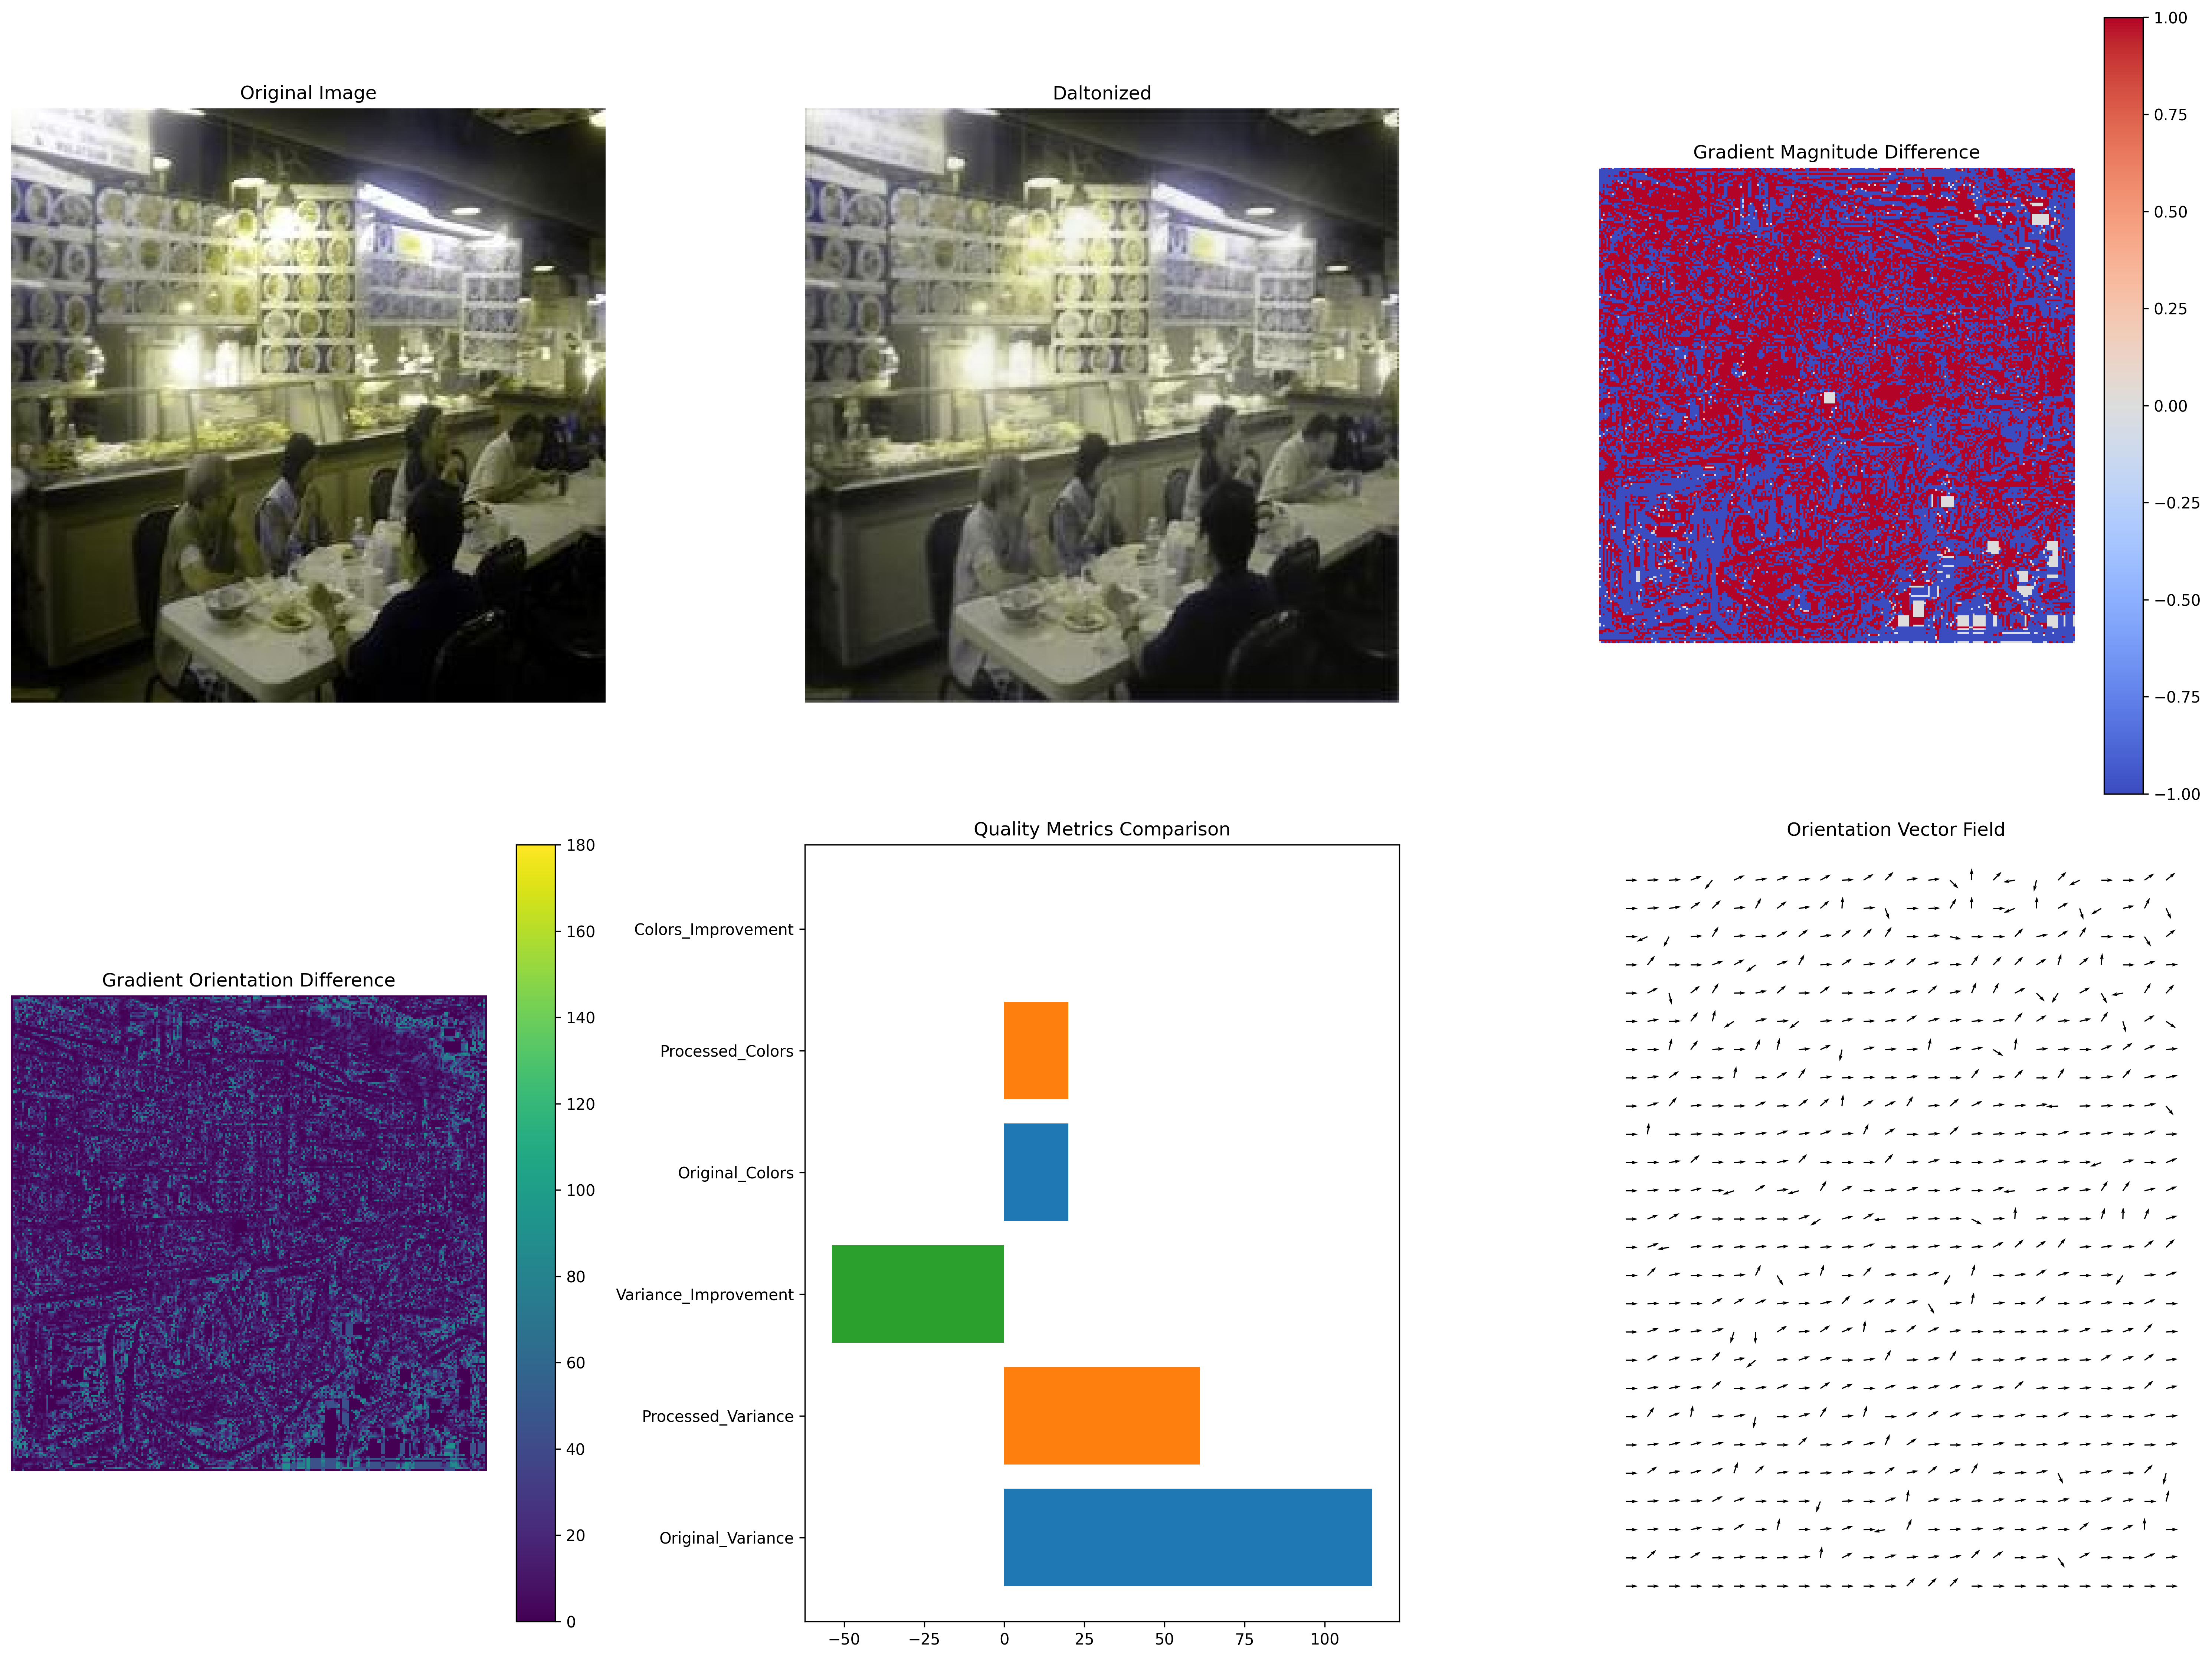 Original Image
Daltonized
Gradient Magnitude Difference
1.00
0.75
0.50
0.25
0.00
−0.25
−0.50
−0.75
−1.00
Gradient Orientation Difference
180
160
140
120
100
80
60
40
20
0
Quality Metrics Comparison
Colors_Improvement
Processed_Colors
Original_Colors
Variance_Improvement
Processed_Variance
Original_Variance
−50
−25
0
25
50
75
100
Orientation Vector Field